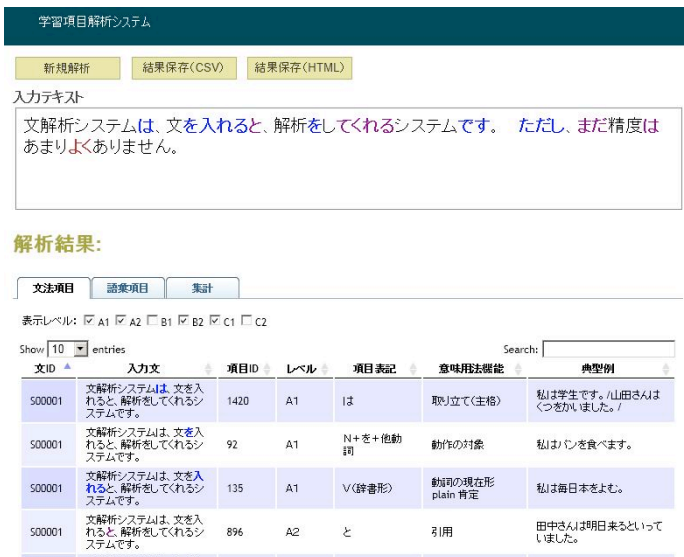 学習項目解析システム
新規解析 結果保存(CSV) 結果保存(HTML)
入力テキスト
文解析システムは、文を入れると、解析をしてくれるシステムです。 ただし、まだ精度は
あまりよくありません。
解析結果:
文法項目 語彙項目 集計
表示レベル: A1 A2 B1 B2 C1 C2
Show 10 entries Search:
文ID 入力文 項目ID レベル 項目表記 意味用法機能 典型例
S00001 文解析システムは、文を入 1420 A1 は 取り立て(主格) 私は学生です。/山田さんは
れると、解析をしてくれるシ くつをかいました。/
ステムです。
S00001 文解析システムは、文を入 92 A1 N+を+他動 動作の対象 私はパンを食べます。
れると、解析をしてくれるシ 詞
ステムです。
S00001 文解析システムは、文を入 135 A1 V(辞書形) 動詞の現在形 私は毎日本をよむ。
れると、解析をしてくれるシ plain 肯定
ステムです。
S00001 文解析システムは、文を入 896 A2 と 引用 田中さんは明日来るといって
れると、解析をしてくれるシ いました。
ステムです。